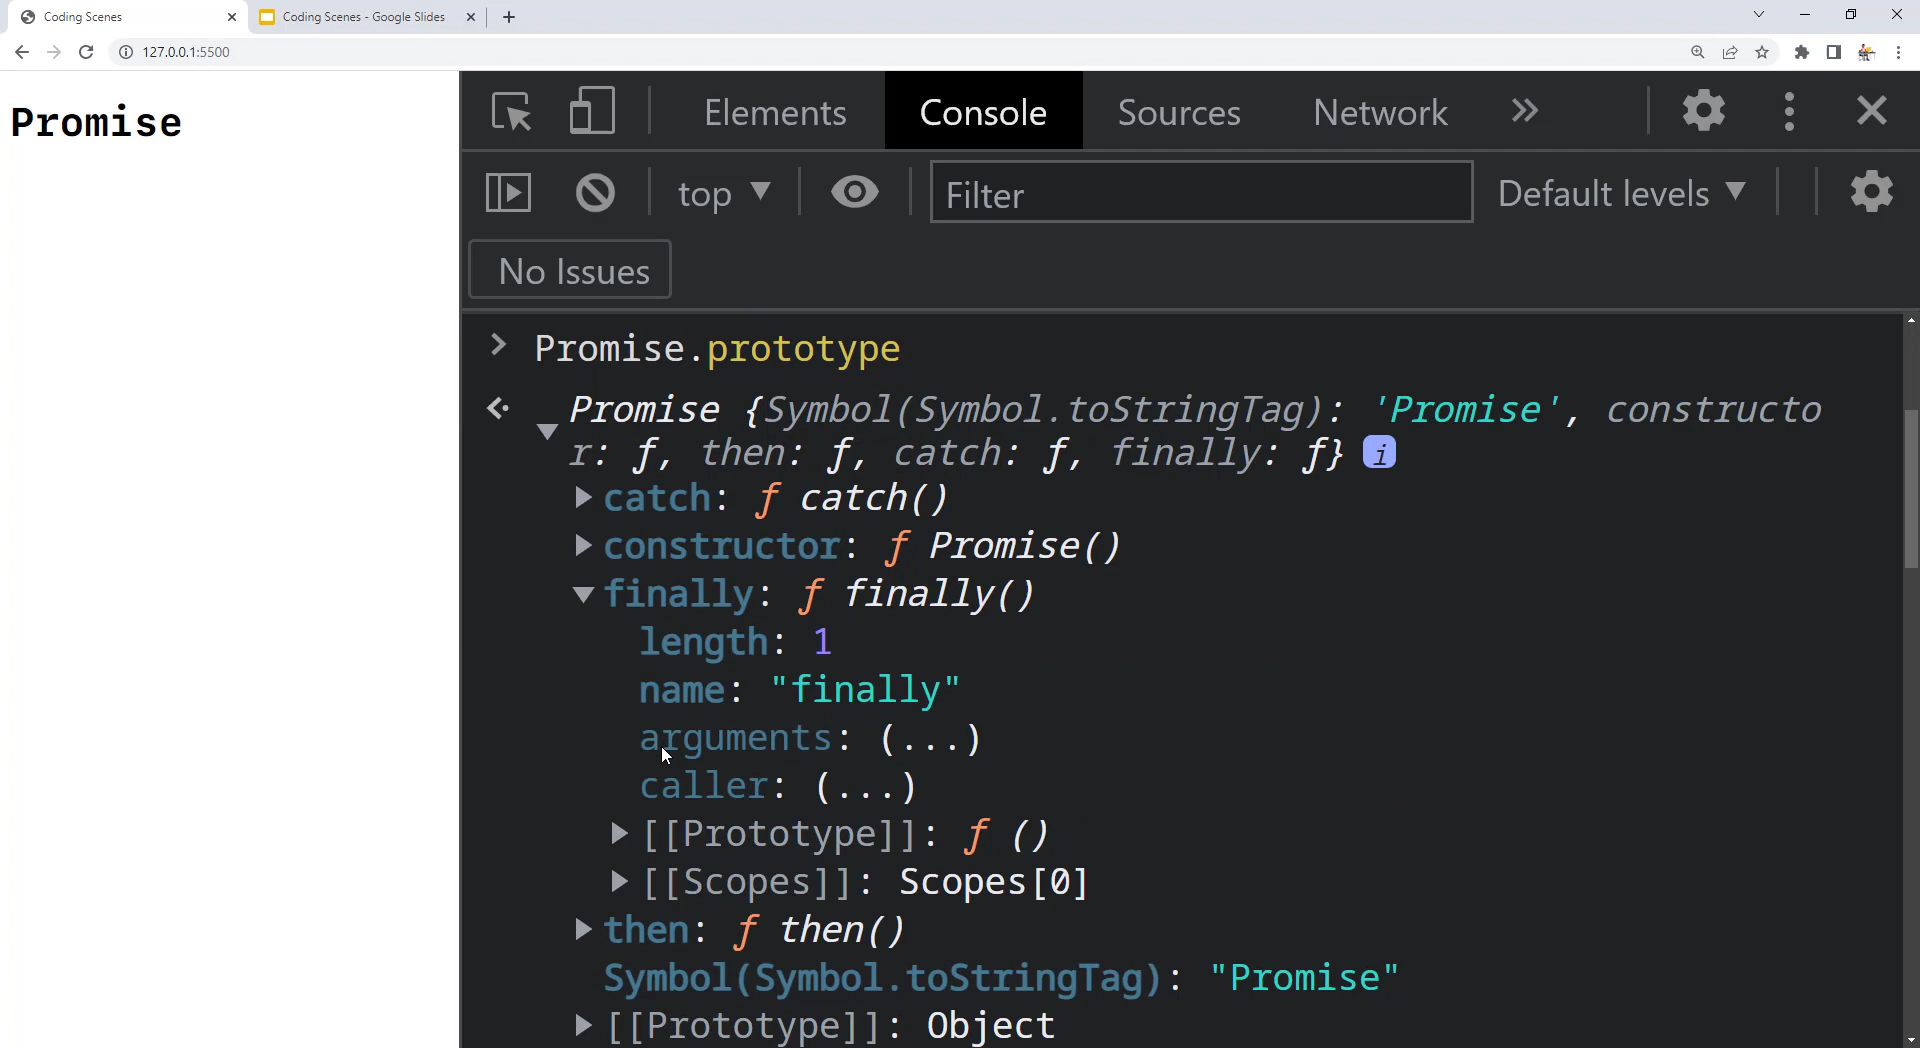 Coding Scenes
Coding Scenes - Google Slides
127.0.0.1:5500
Promise
Elements
Console
Sources
Network
top
Filter
Default levels
No Issues
Promise.prototype
Promise {Symbol(Symbol.toStringTag): 'Promise', constructo
r: ƒ, then: ƒ, catch: ƒ, finally: ƒ} i
catch: ƒ catch()
constructor: ƒ Promise()
finally: ƒ finally()
length: 1
name: "finally"
arguments: (...)
caller: (...)
[[Prototype]]: ƒ ()
[[Scopes]]: Scopes[0]
then: ƒ then()
Symbol(Symbol.toStringTag): "Promise"
[[Prototype]]: Object